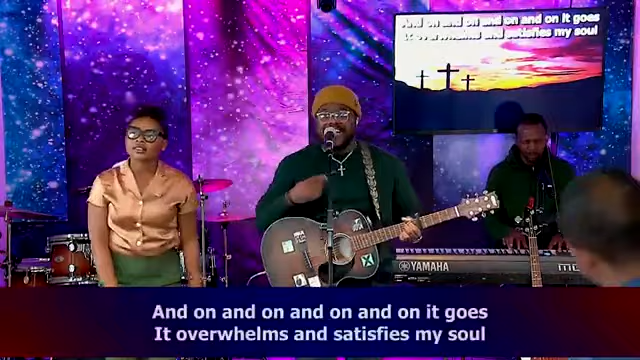 And on and on and on and on it goes
It overwhelms and satisfies my soul
YAMAHA
And on and on and on and on it goes
It overwhelms and satisfies my soul